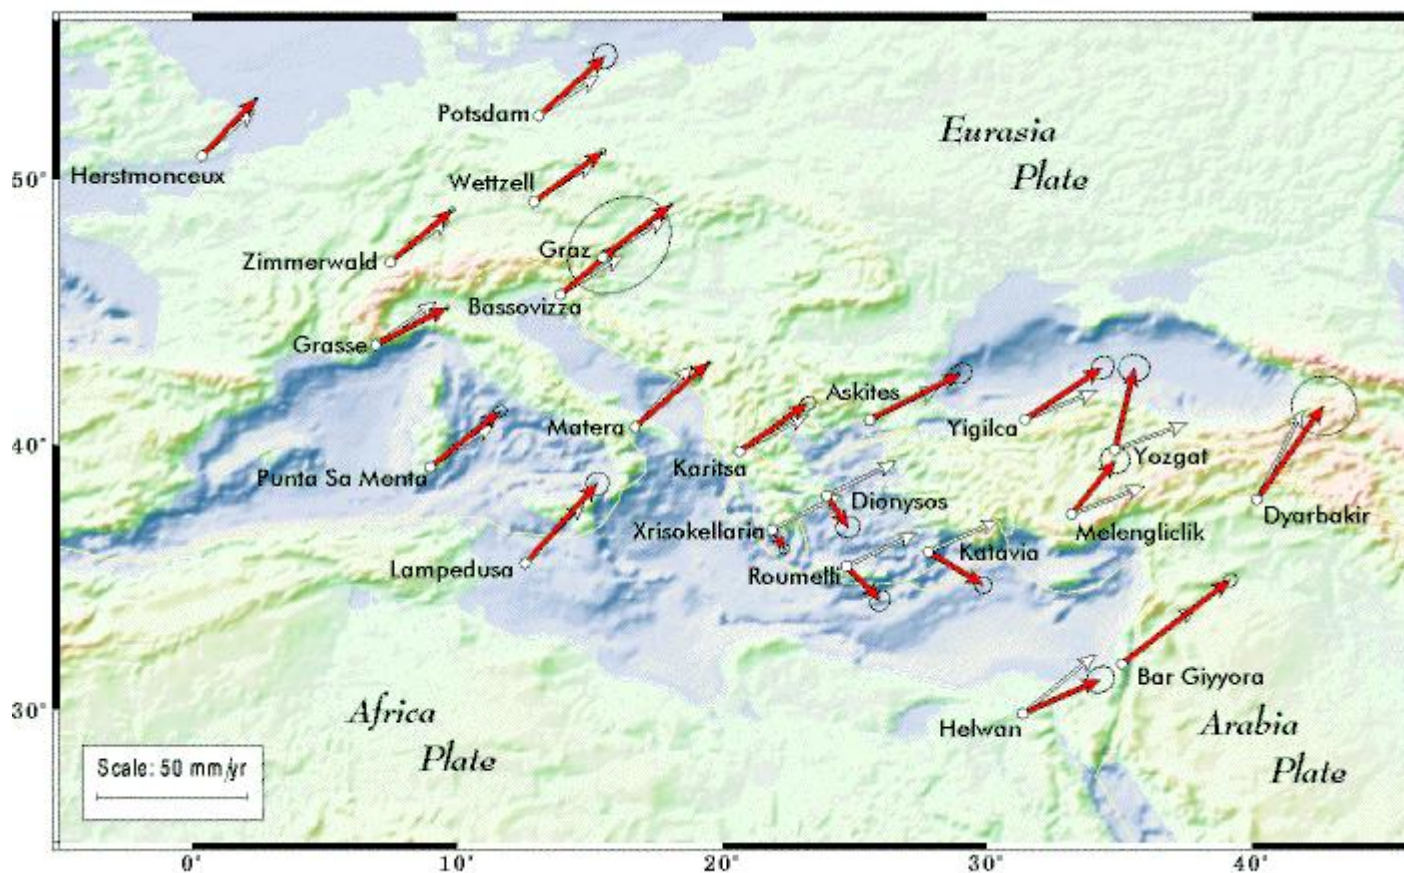 Potsdam
Eurasia
Plate
Herstmonceux
50°
Wettzell
Graz
Zimmerwald
Bassovizza
Grasse
Askites
Matera
Yigilca
40°
Karitsa
Yozgat
Punta Sa Menta
Dionysos
Dyarbakir
Xrisokellaria
Melengliclik
Katavia
Lampedusa
Roumelli
Bar Giyyora
Africa
Plate
30°
Helwan
Arabia
Plate
Scale: 50 mm/yr
0°
10°
20°
30°
40°